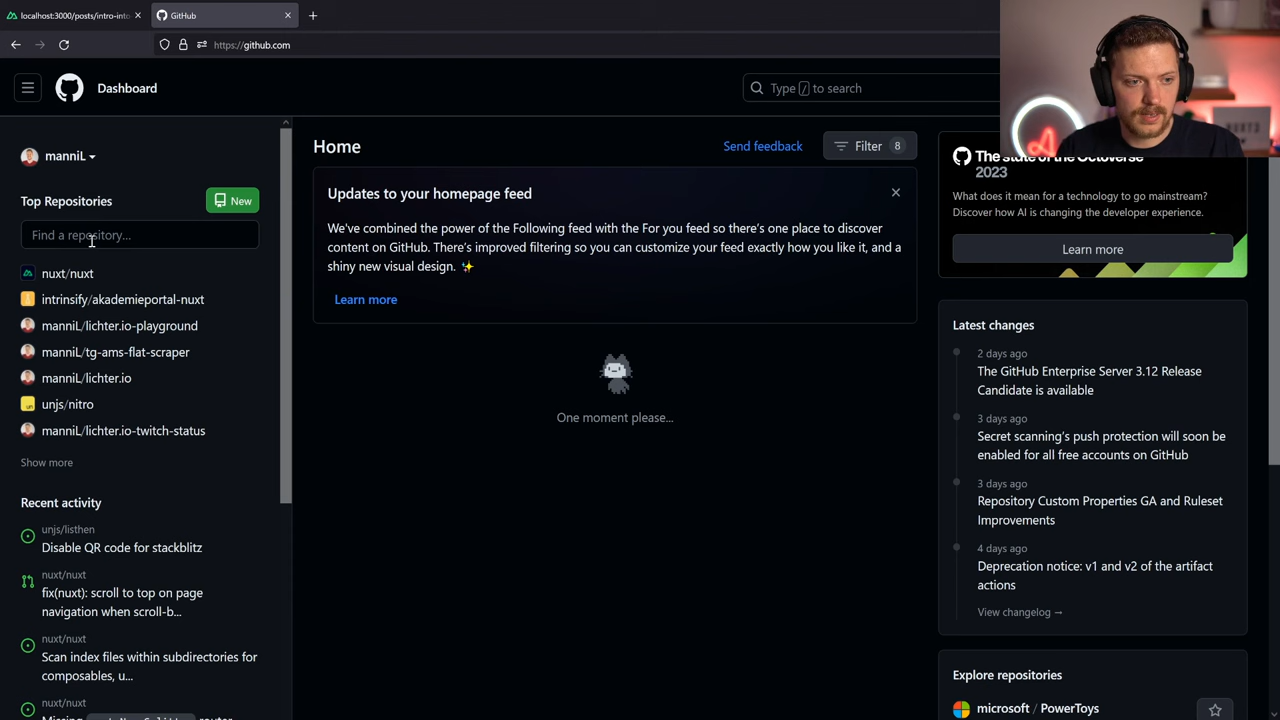 localhost:3000/posts/intro-into
GitHub
https://github.com
Dashboard
Type / to search
manniL
Top Repositories
New
Find a repository...
nuxt/nuxt
intrinsify/akademieportal-nuxt
manniL/lichter.io-playground
manniL/tg-ams-flat-scraper
manniL/lichter.io
unjs/nitro
manniL/lichter.io-twitch-status
Show more
Recent activity
unjs/listhen
Disable QR code for stackblitz
nuxt/nuxt
fix(nuxt): scroll to top on page
navigation when scroll-b...
nuxt/nuxt
Scan index files within subdirectories for
composables, u...
nuxt/nuxt
Home
Send feedback
Filter 8
Updates to your homepage feed
We've combined the power of the Following feed with the For you feed so there's one place to discover
content on GitHub. There's improved filtering so you can customize your feed exactly how you like it, and a
shiny new visual design. ✨
Learn more
One moment please...
The state of the Octoverse
2023
What does it mean for a technology to go mainstream?
Discover how AI is changing the developer experience.
Learn more
Latest changes
2 days ago
The GitHub Enterprise Server 3.12 Release
Candidate is available
3 days ago
Secret scanning's push protection will soon be
enabled for all free accounts on GitHub
3 days ago
Repository Custom Properties GA and Ruleset
Improvements
4 days ago
Deprecation notice: v1 and v2 of the artifact
actions
View changelog →
Explore repositories
microsoft / PowerToys